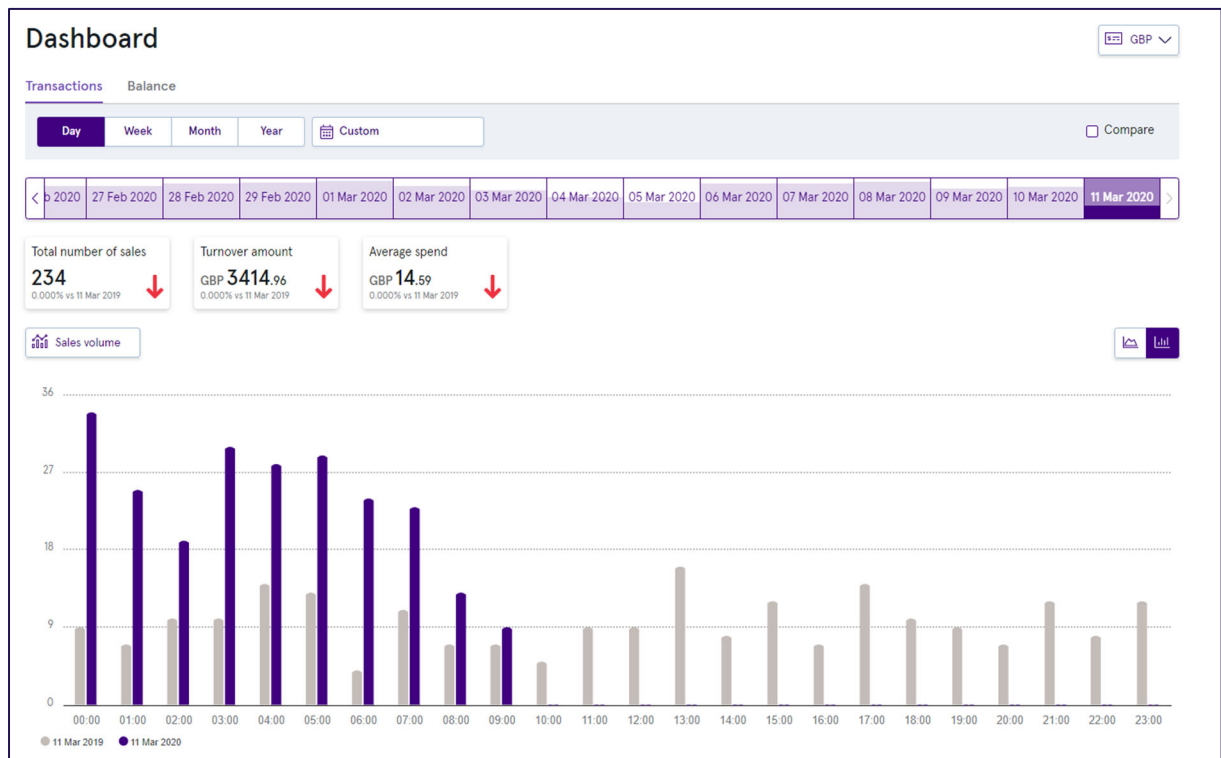 Dashboard
GBP
Transactions Balance
Day Week Month Year Custom Compare
b 2020 27 Feb 2020 28 Feb 2020 29 Feb 2020 01 Mar 2020 02 Mar 2020 03 Mar 2020 04 Mar 2020 05 Mar 2020 06 Mar 2020 07 Mar 2020 08 Mar 2020 09 Mar 2020 10 Mar 2020 11 Mar 2020
Total number of sales Turnover amount Average spend
234 GBP 3414.96 GBP 14.59
0.000% vs 11 Mar 2019 0.000% vs 11 Mar 2019 0.000% vs 11 Mar 2019
Sales volume
36
27
18
9
0
00:00 01:00 02:00 03:00 04:00 05:00 06:00 07:00 08:00 09:00 10:00 11:00 12:00 13:00 14:00 15:00 16:00 17:00 18:00 19:00 20:00 21:00 22:00 23:00
11 Mar 2019 11 Mar 2020